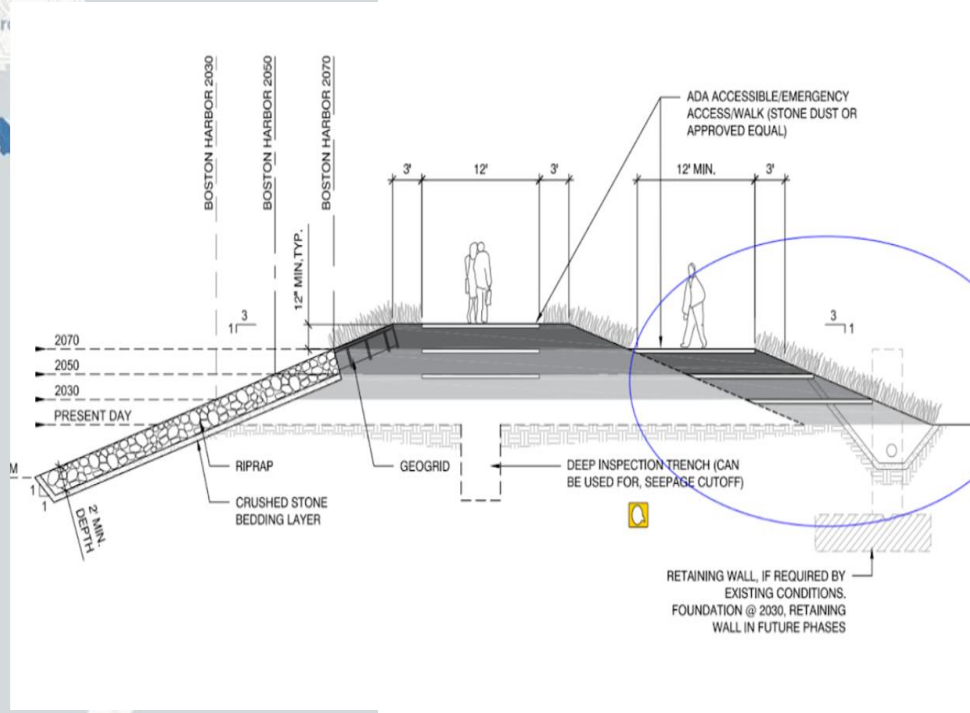 BOSTON HARBOR 2030
BOSTON HARBOR 2050
BOSTON HARBOR 2070
ADA ACCESSIBLE/EMERGENCY
ACCESS/WALK (STONE DUST OR
APPROVED EQUAL)
3'
12'
3'
12' MIN.
3'
12" MIN.TYP.
3
1
3
1
2070
2050
2030
PRESENT DAY
M
1
1
2' MIN.
DEPTH
RIPRAP
CRUSHED STONE
BEDDING LAYER
GEOGRID
DEEP INSPECTION TRENCH (CAN
BE USED FOR, SEEPAGE CUTOFF)
RETAINING WALL, IF REQUIRED BY
EXISTING CONDITIONS.
FOUNDATION @ 2030, RETAINING
WALL IN FUTURE PHASES